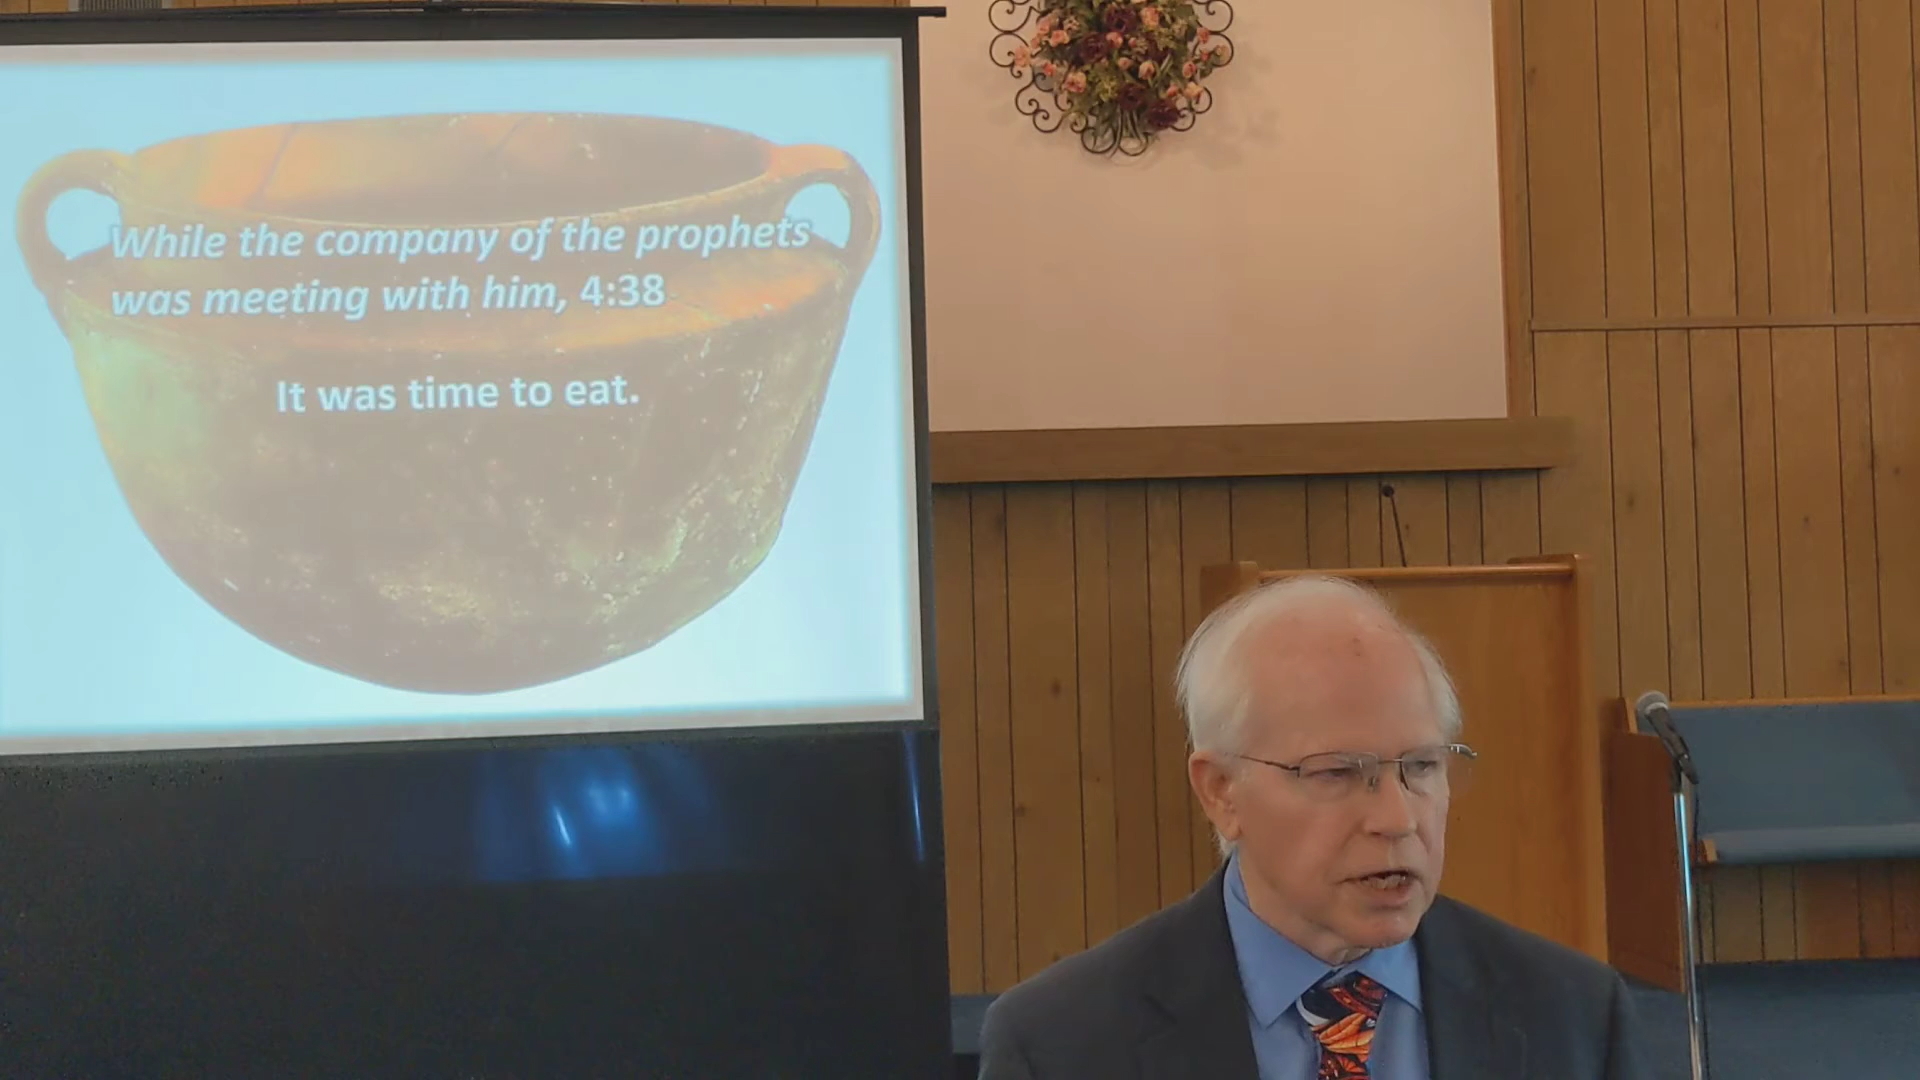 While the company of the prophets
was meeting with him, 4:38
It was time to eat.